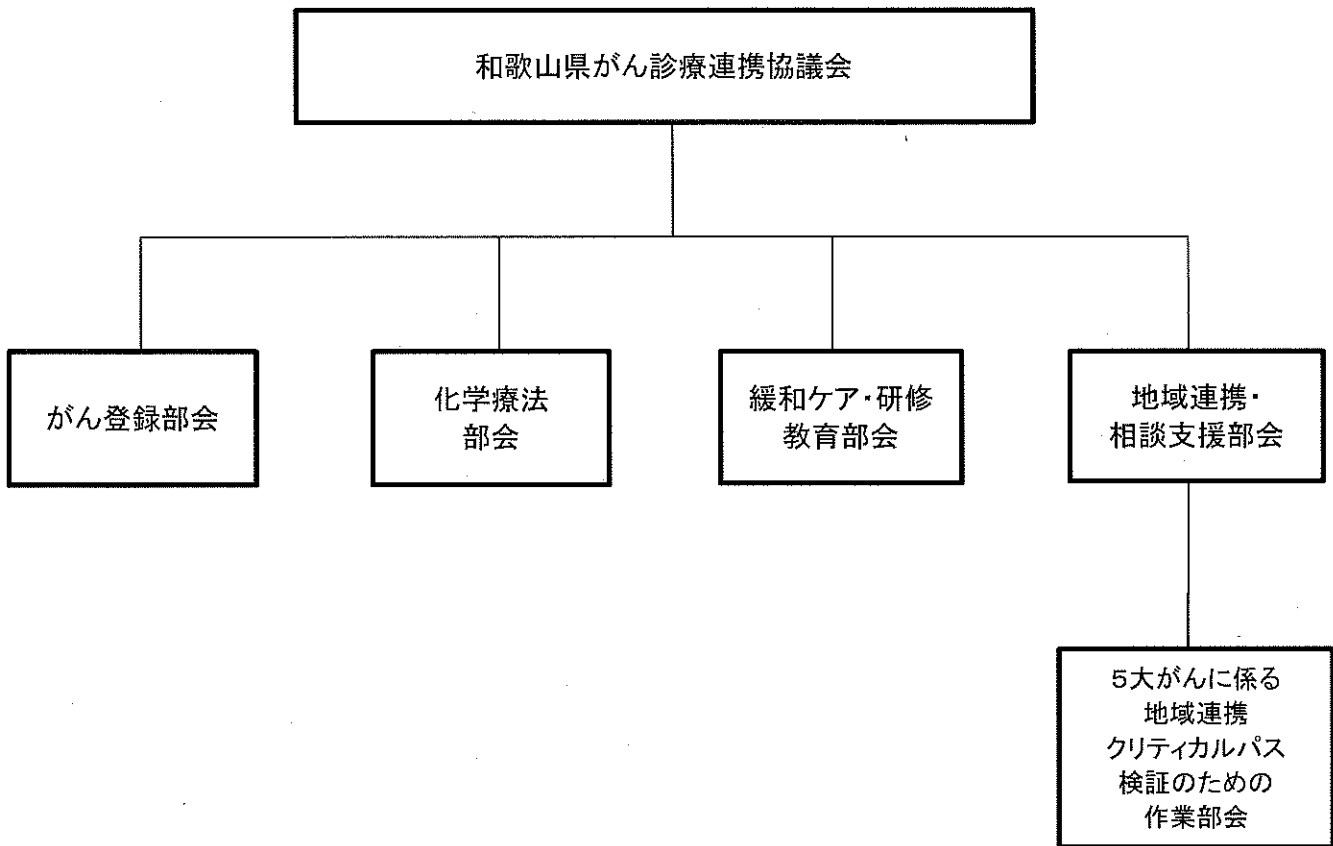 和歌山県がん診療連携協議会
がん登録部会
化学療法
部会
緩和ケア・研修
教育部会
地域連携・
相談支援部会
5大がんに係る
地域連携
クリティカルパス
検証のための
作業部会